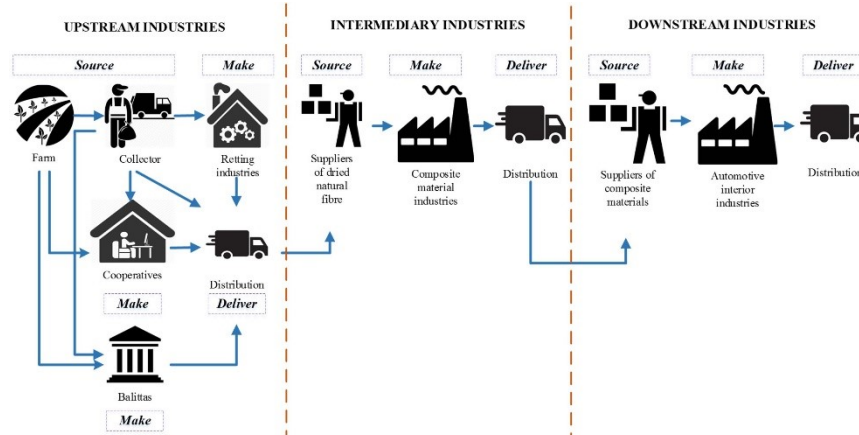 UPSTREAM INDUSTRIES
Source
Make
Farm
Collector
Retting
industries
Cooperatives
Distribution
Make
Deliver
Balittas
Make
INTERMEDIARY INDUSTRIES
Source
Make
Deliver
Suppliers
of dried
natural
fibre
Composite
material
industries
Distribution
DOWNSTREAM INDUSTRIES
Source
Make
Deliver
Suppliers
of composite
materials
Automotive
interior
industries
Distribution